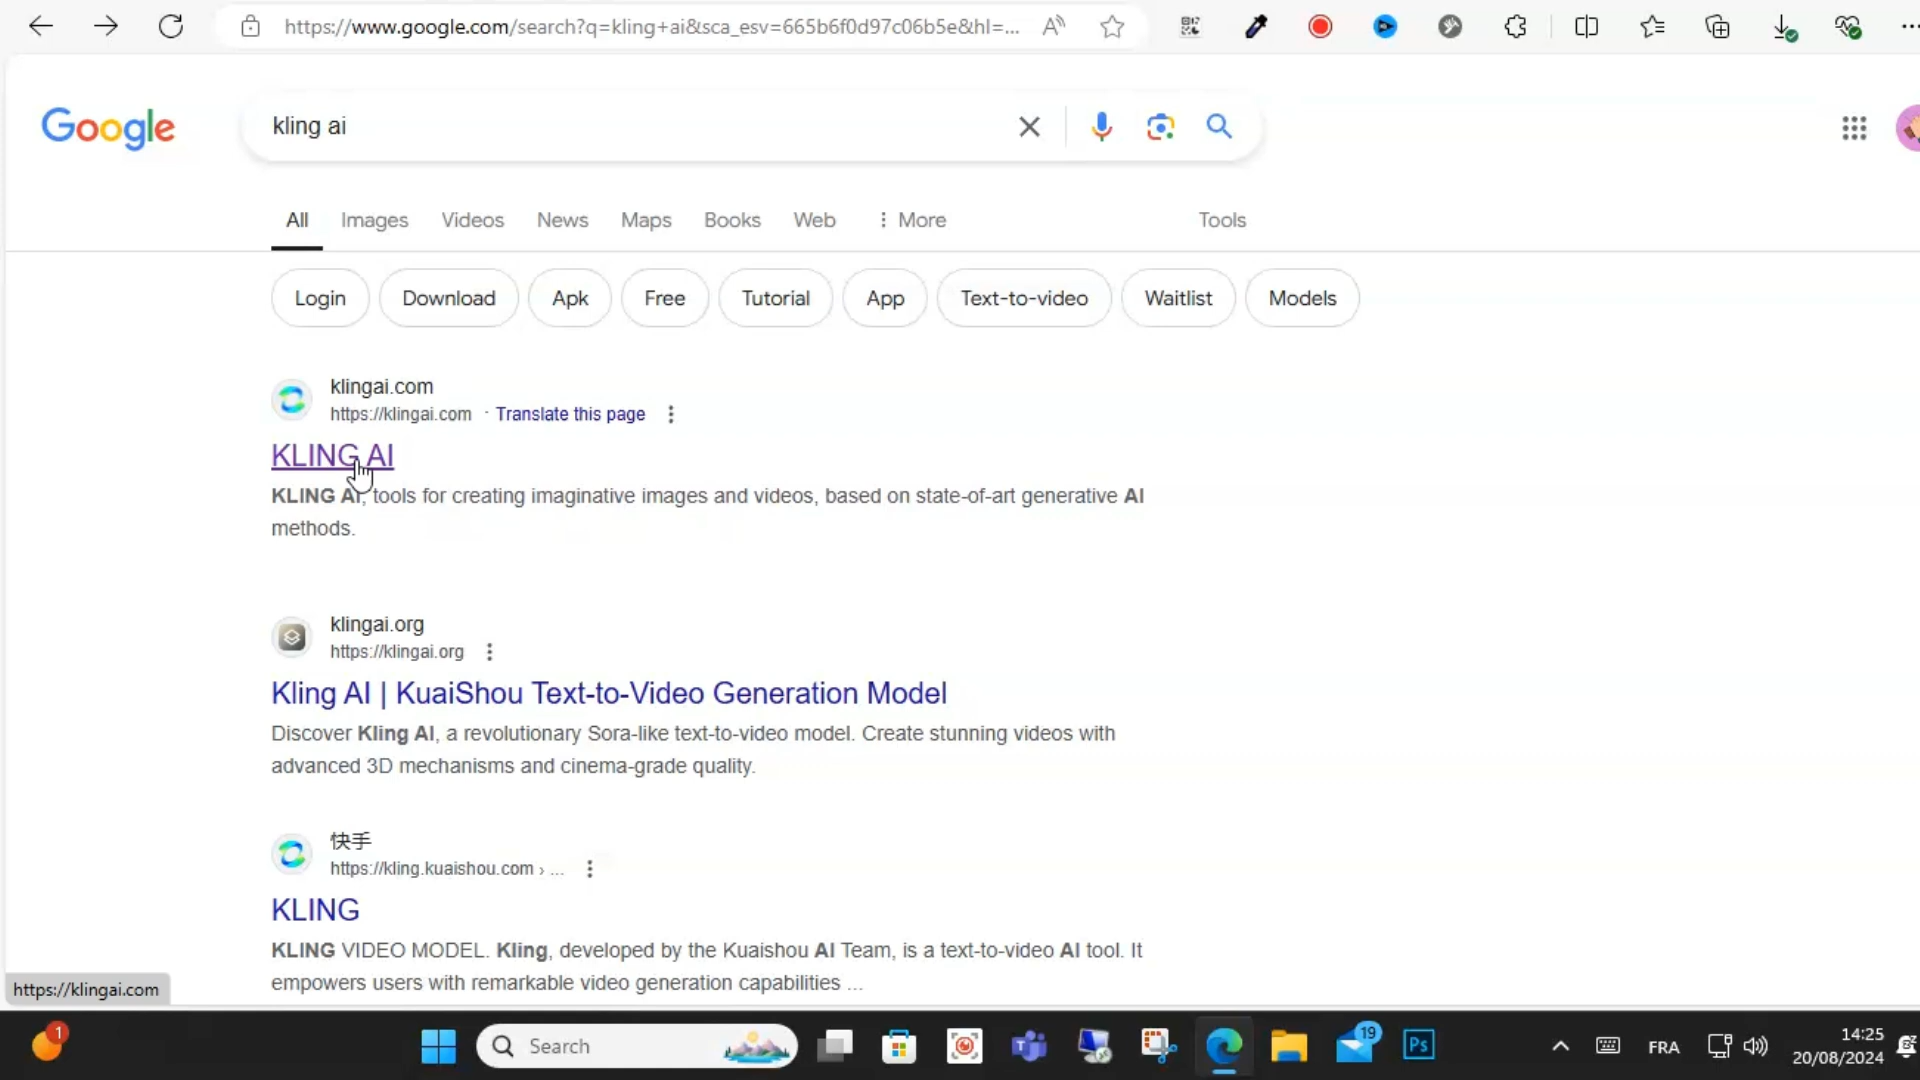 https://www.google.com/search?q=kling+ai&sca_esv=665b6f0d97c06b5e&hl=...
Google
kling ai
All Images Videos News Maps Books Web More Tools
Login Download Apk Free Tutorial App Text-to-video Waitlist Models
klingai.com
https://klingai.com · Translate this page
KLING AI
KLING AI, tools for creating imaginative images and videos, based on state-of-art generative AI
methods.
klingai.org
https://klingai.org
Kling AI | KuaiShou Text-to-Video Generation Model
Discover Kling AI, a revolutionary Sora-like text-to-video model. Create stunning videos with
advanced 3D mechanisms and cinema-grade quality.
快手
https://kling.kuaishou.com › ...
KLING
KLING VIDEO MODEL. Kling, developed by the Kuaishou AI Team, is a text-to-video AI tool. It
empowers users with remarkable video generation capabilities ...
https://klingai.com
1
Search
19
Ps
FRA
14:25
20/08/2024